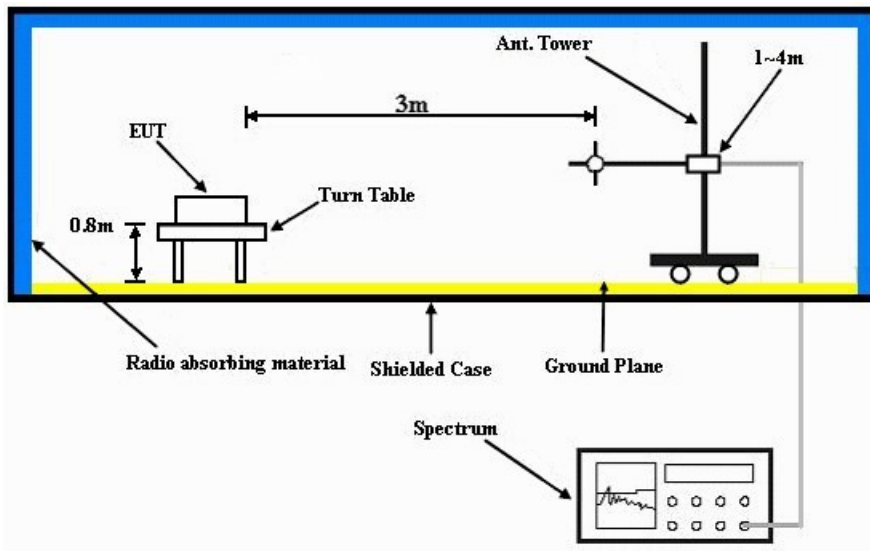 Ant. Tower
1~4m
3m
EUT
Turn Table
0.8m
Radio absorbing material
Shielded Case
Ground Plane
Spectrum